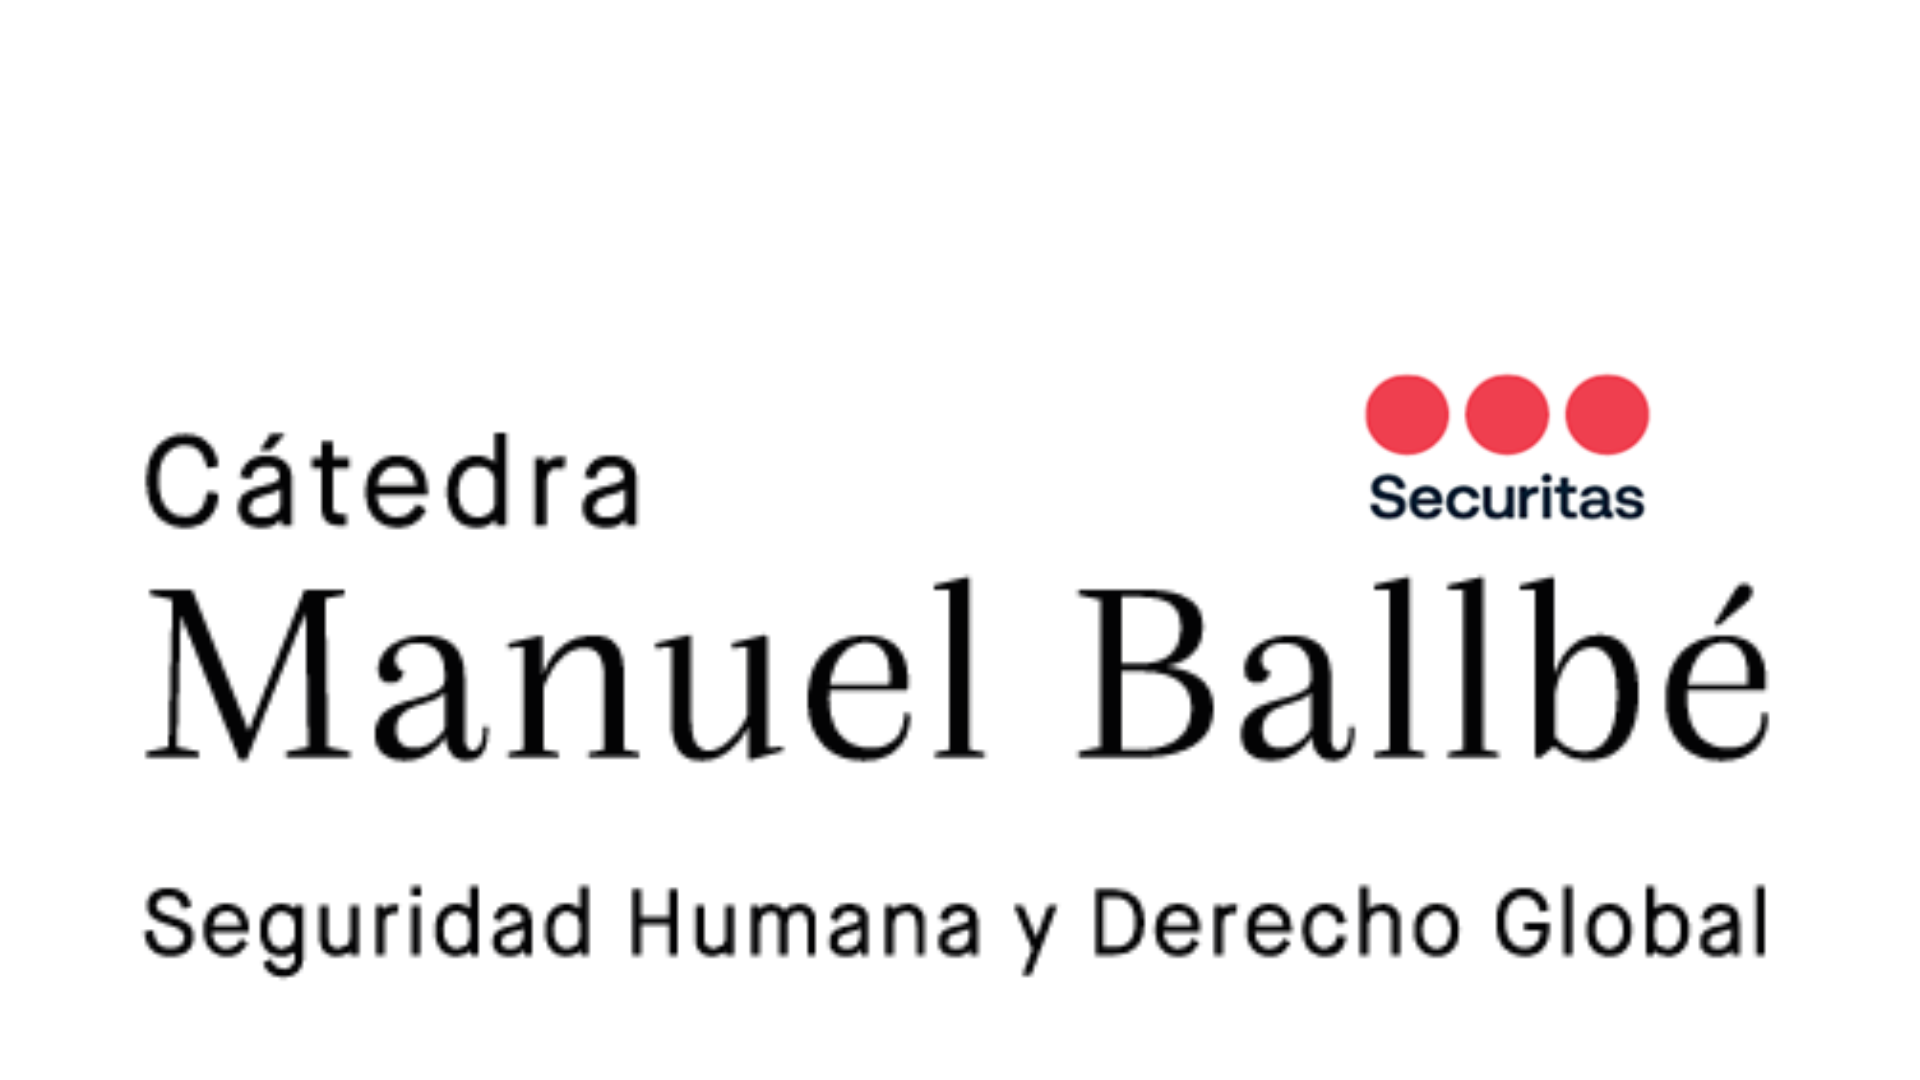 Securitas
Cátedra
Manuel Ballbé
Seguridad Humana y Derecho Global